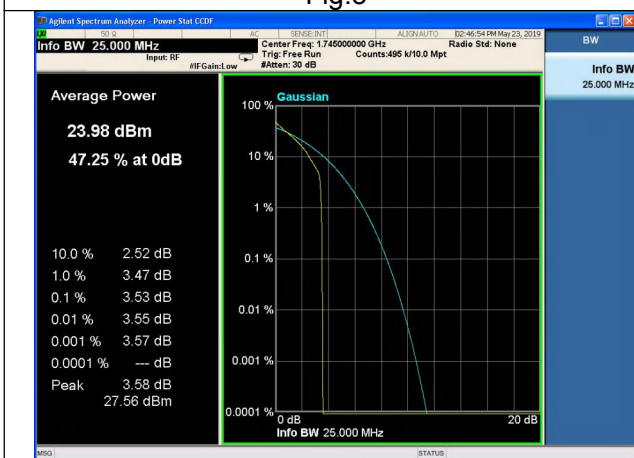 Agilent Spectrum Analyzer - Power Stat CCDF
50 Ω AC SENSE:INT ALIGN AUTO 02:46:54 PM May 23, 2019
Info BW 25.000 MHz
Center Freq: 1.745000000 GHz Radio Std: None
Input: RF
Trig: Free Run Counts:495 k/10.0 Mpt
#IFGain:Low #Atten: 30 dB
BW
Info BW
25.000 MHz
Average Power
23.98 dBm
47.25 % at 0dB
10.0 % 2.52 dB
1.0 % 3.47 dB
0.1 % 3.53 dB
0.01 % 3.55 dB
0.001 % 3.57 dB
0.0001 % --- dB
Peak 3.58 dB
27.56 dBm
Gaussian
100 %
10 %
1 %
0.1 %
0.01 %
0.001 %
0.0001 %
0 dB 20 dB
Info BW 25.000 MHz
MSG STATUS